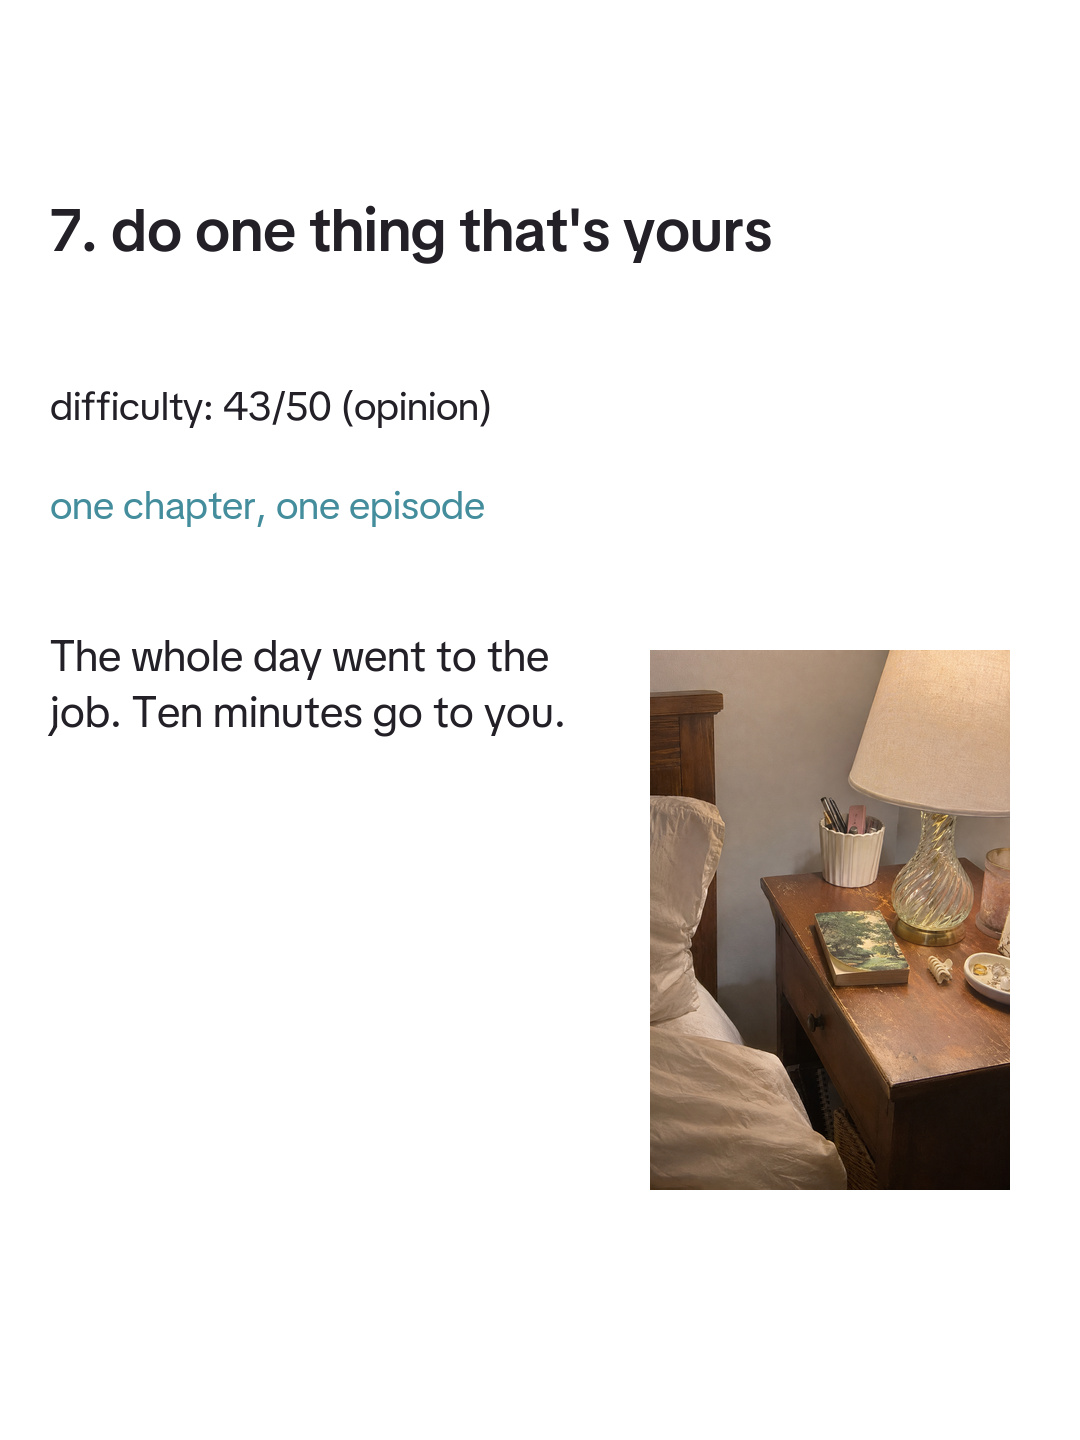 7. do one thing that's yours
difficulty: 43/50 (opinion)
one chapter, one episode
The whole day went to the
job. Ten minutes go to you.